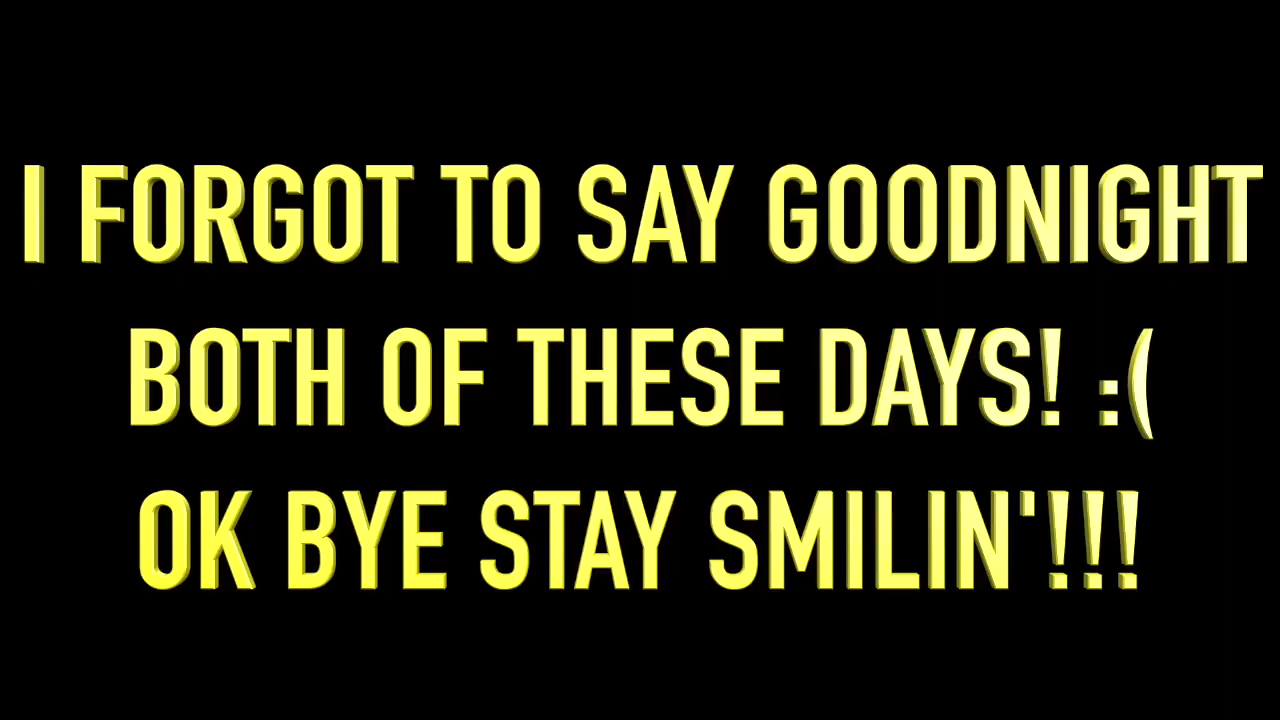 I FORGOT TO SAY GOODNIGHT
BOTH OF THESE DAYS! :(
OK BYE STAY SMILIN'!!!